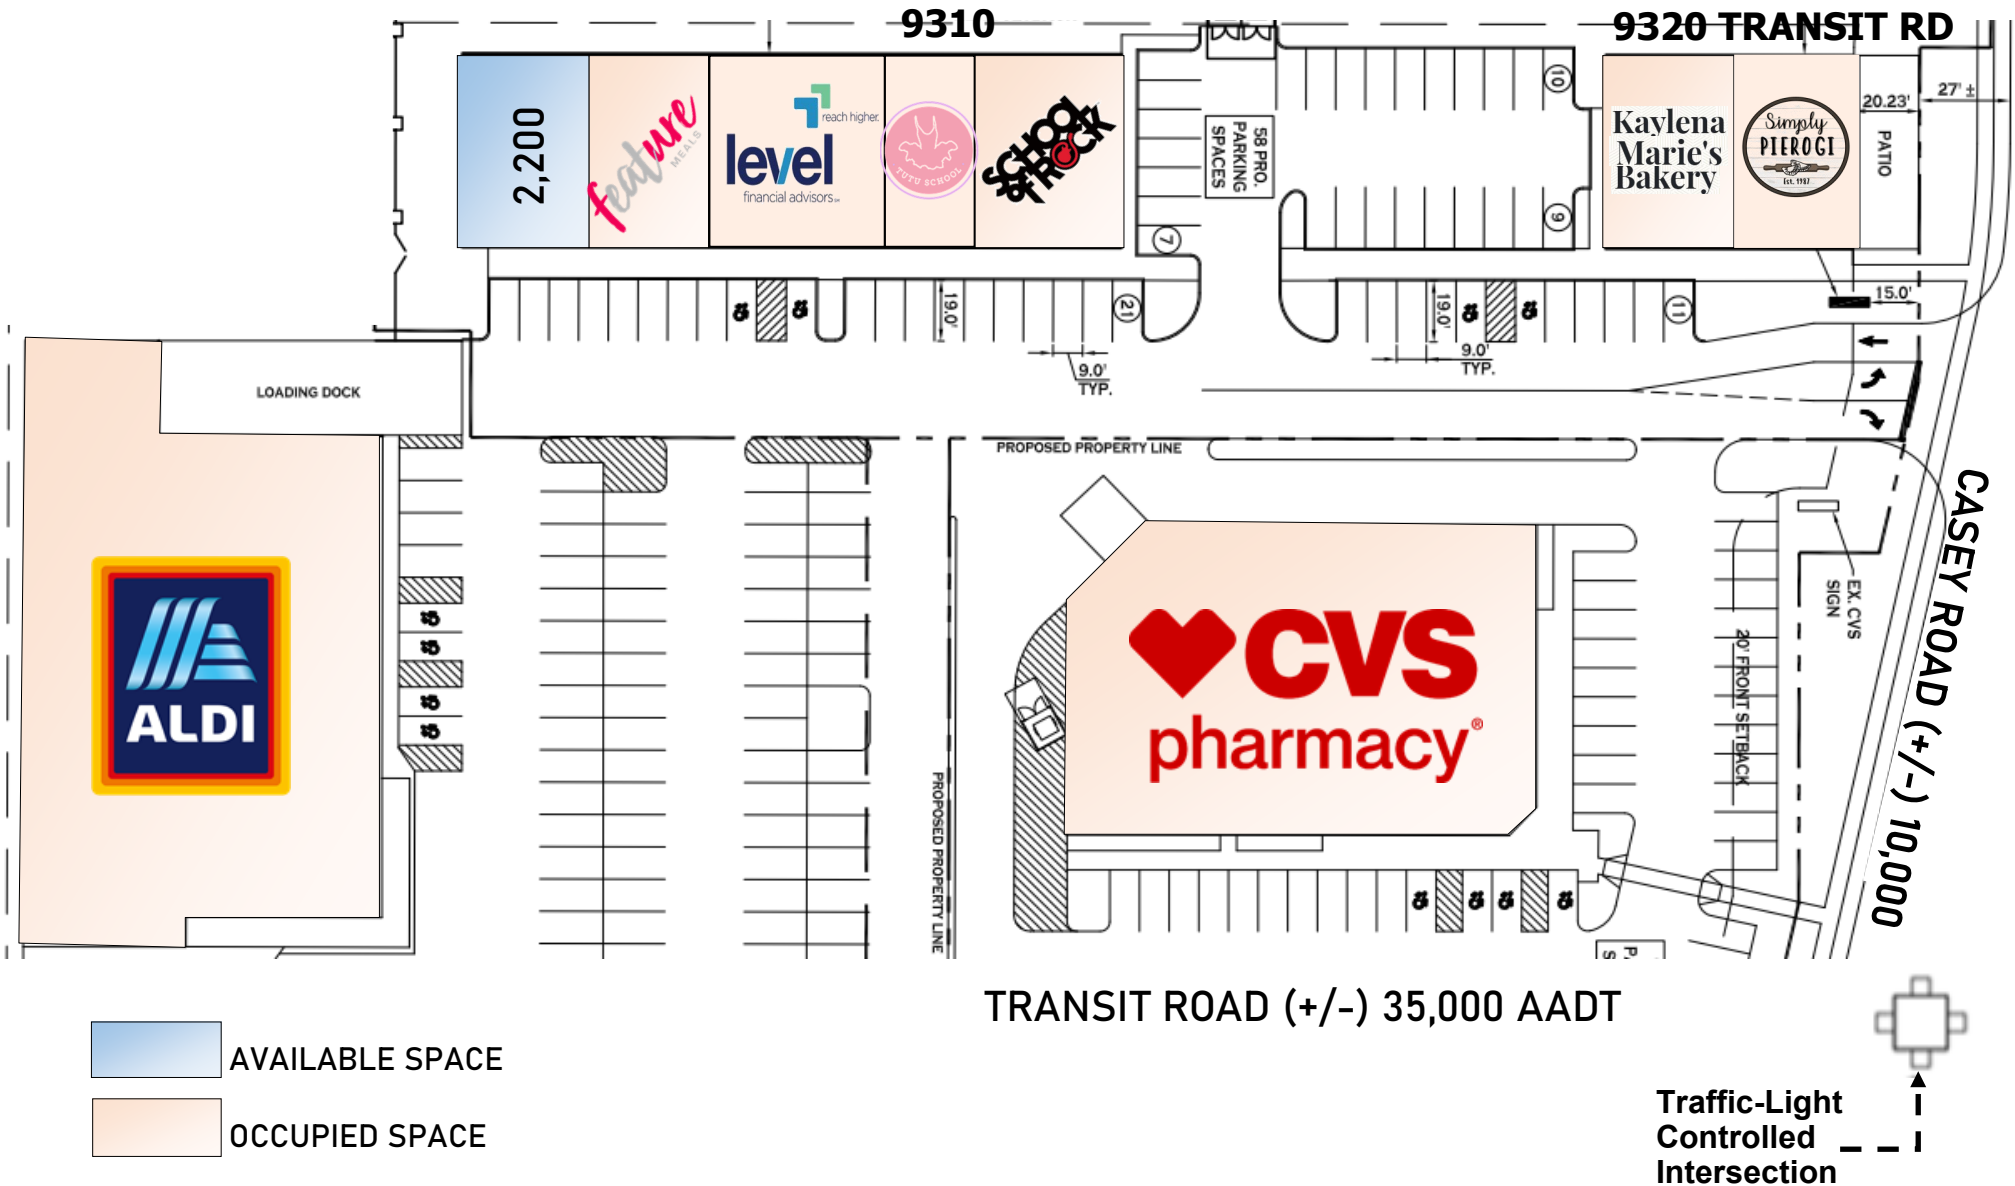 9310
9320 TRANSIT RD
2,200
feature
MEALS
reach higher.
level
financial advisors
TUTU SCHOOL
SCHOOL
of ROCK
7
58 PRO.
PARKING
SPACES
10
9
Kaylena
Marie's
Bakery
Simply
PIEROGI
Est. 1987
20.23'
27' ±
PATIO
15.0'
19.0'
21
19.0'
11
9.0'
TYP.
9.0'
TYP.
LOADING DOCK
PROPOSED PROPERTY LINE
ALDI
PROPOSED PROPERTY LINE
CVS
pharmacy®
20' FRONT SETBACK
EX. CVS
SIGN
CASEY ROAD (+/-) 10,000
TRANSIT ROAD (+/-) 35,000 AADT
AVAILABLE SPACE
OCCUPIED SPACE
Traffic-Light
Controlled
Intersection